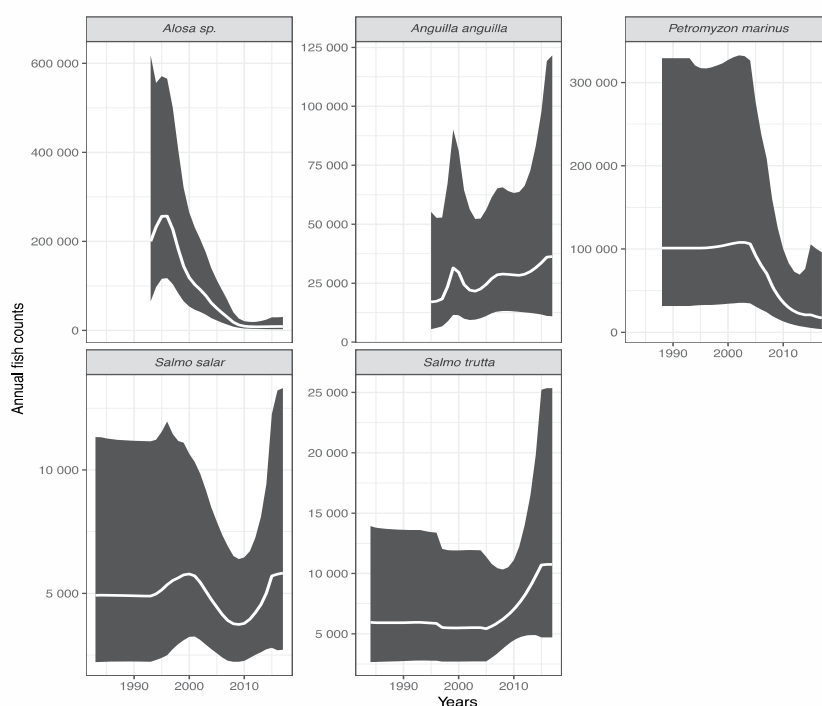 Alosa sp.
Anguilla anguilla
Petromyzon marinus
600 000
400 000
200 000
0
125 000
100 000
75 000
50 000
25 000
0
300 000
200 000
100 000
0
1990 2000 2010
Annual fish counts
Salmo salar
Salmo trutta
10 000
5 000
25 000
20 000
15 000
10 000
5 000
1990 2000 2010
1990 2000 2010
Years